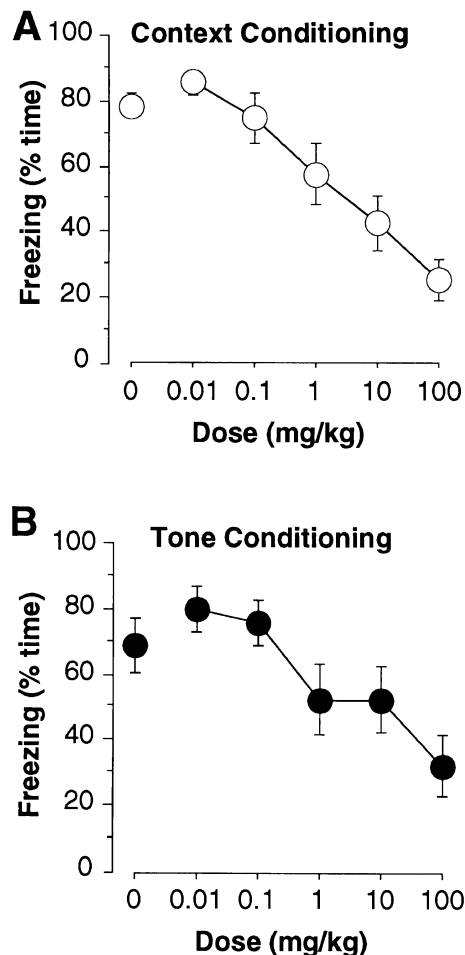 A
Context Conditioning
Freezing (% time)
100
80
60
40
20
0
0 0.01 0.1 1 10 100
Dose (mg/kg)
B
Tone Conditioning
Freezing (% time)
100
80
60
40
20
0
0 0.01 0.1 1 10 100
Dose (mg/kg)